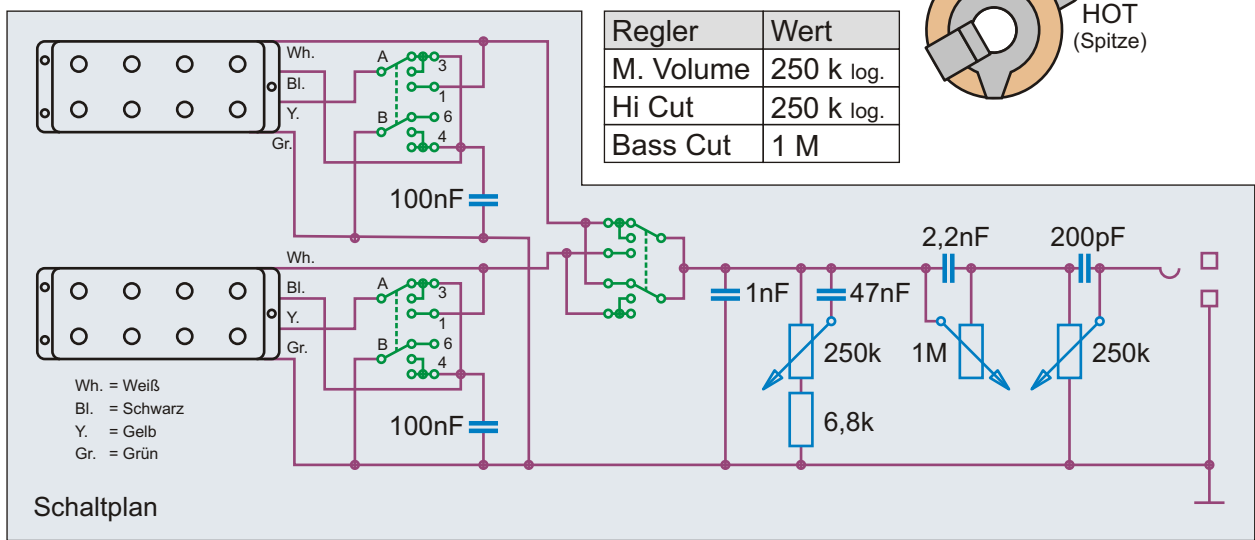 HOT
(Spitze)
Regler Wert
M. Volume 250 k log.
Hi Cut 250 k log.
Bass Cut 1 M
Wh.
Bl.
Y.
Gr.
A
3
1
B
6
4
100nF
Wh.
Bl.
Y.
Gr.
A
3
1
B
6
4
100nF
1nF
47nF
2,2nF
200pF
250k
1M
250k
6,8k
Wh. = Weiß
Bl. = Schwarz
Y. = Gelb
Gr. = Grün
Schaltplan